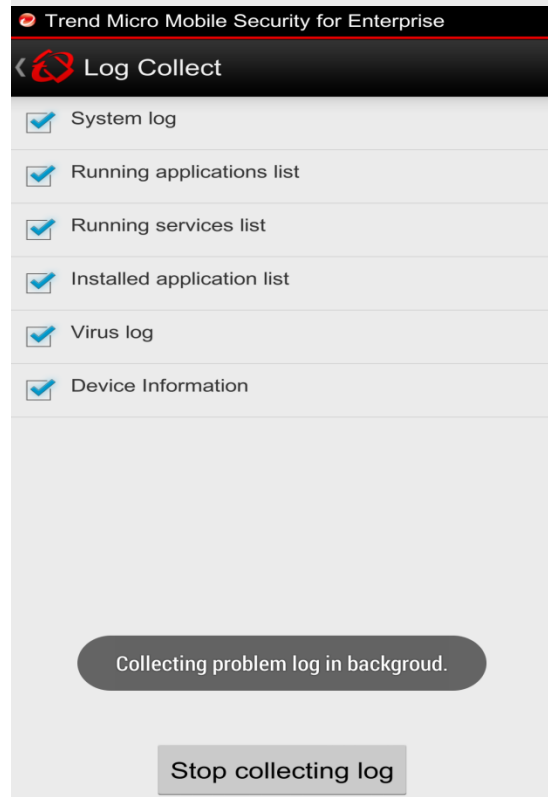 Trend Micro Mobile Security for Enterprise
Log Collect
System log
Running applications list
Running services list
Installed application list
Virus log
Device Information
Collecting problem log in backgroud.
Stop collecting log